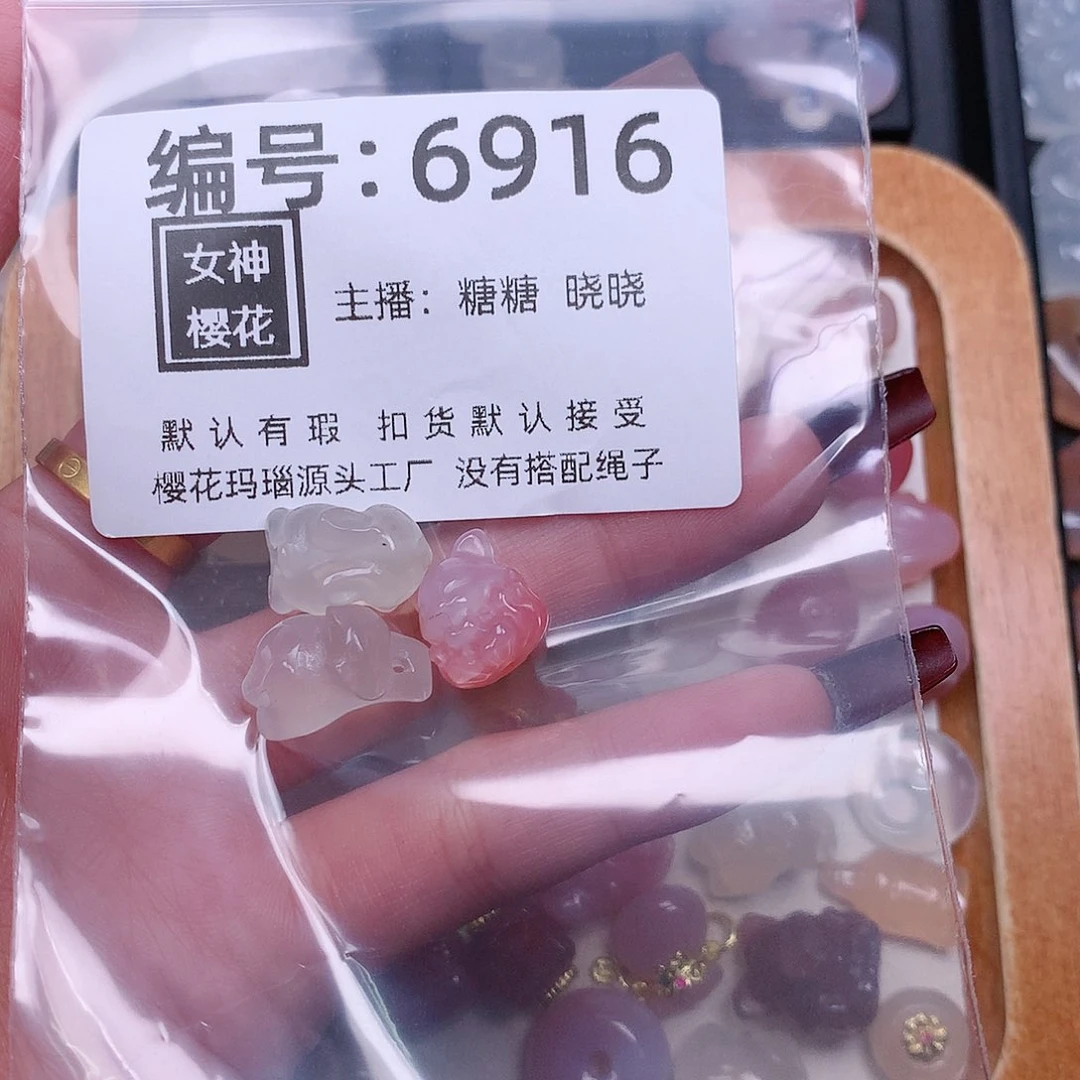 编号:6916
女神
樱花
主播：糖糖 晓晓
默认有瑕 扣货默认接受
樱花玛瑙源头工厂 没有搭配绳子